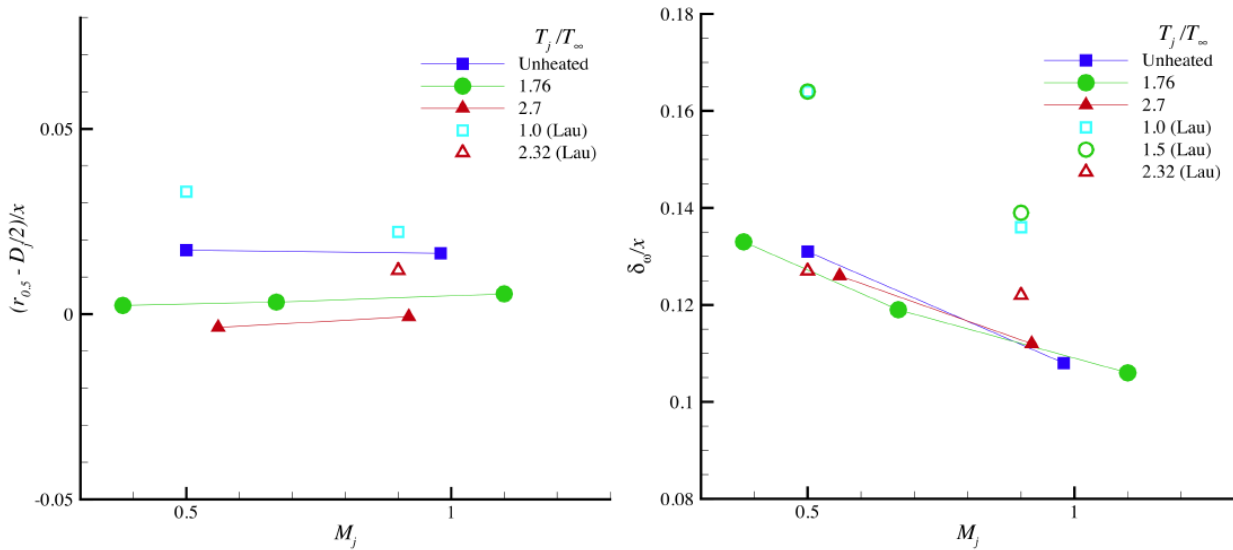 T_j /T_∞
Unheated
1.76
2.7
1.0 (Lau)
2.32 (Lau)
0.05
0
-0.05
(r_0.5 - D_j/2)/x
0.5
1
M_j
T_j /T_∞
Unheated
1.76
2.7
1.0 (Lau)
1.5 (Lau)
2.32 (Lau)
0.18
0.16
0.14
0.12
0.1
0.08
δ_ω/x
0.5
1
M_j